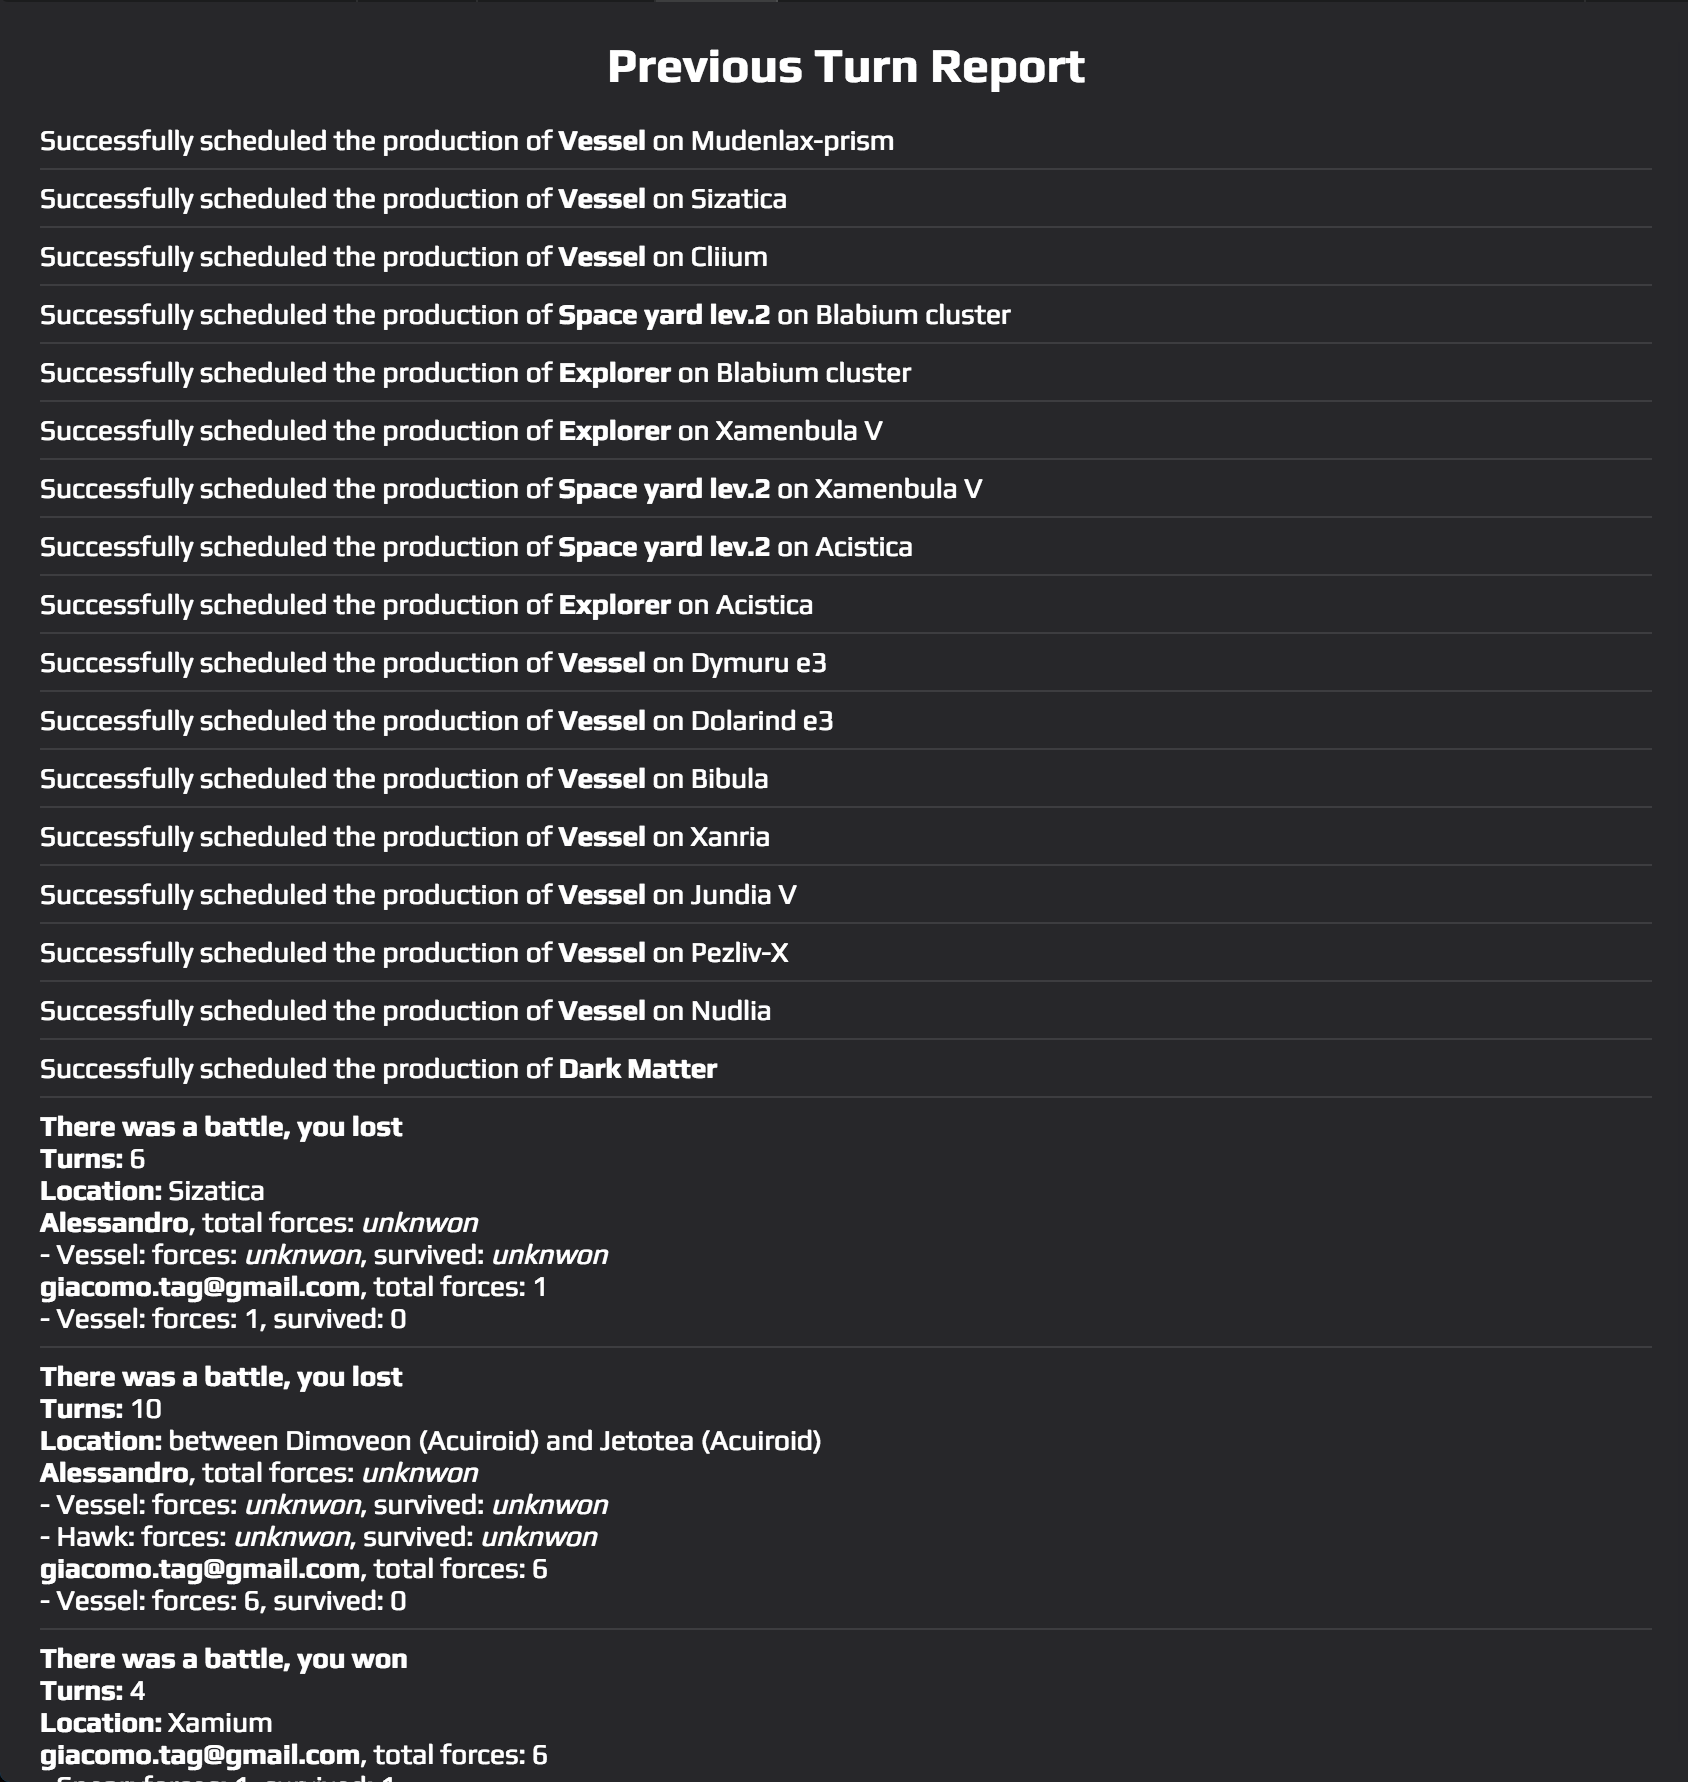 Previous Turn Report
Successfully scheduled the production of Vessel on Mudenlax-prism
Successfully scheduled the production of Vessel on Sizatica
Successfully scheduled the production of Vessel on Cliium
Successfully scheduled the production of Space yard lev.2 on Blabium cluster
Successfully scheduled the production of Explorer on Blabium cluster
Successfully scheduled the production of Explorer on Xamenbula V
Successfully scheduled the production of Space yard lev.2 on Xamenbula V
Successfully scheduled the production of Space yard lev.2 on Acistica
Successfully scheduled the production of Explorer on Acistica
Successfully scheduled the production of Vessel on Dymuru e3
Successfully scheduled the production of Vessel on Dolarind e3
Successfully scheduled the production of Vessel on Bibula
Successfully scheduled the production of Vessel on Xanria
Successfully scheduled the production of Vessel on Jundia V
Successfully scheduled the production of Vessel on Pezliv-X
Successfully scheduled the production of Vessel on Nudlia
Successfully scheduled the production of Dark Matter
There was a battle, you lost
Turns: 6
Location: Sizatica
Alessandro, total forces: unknwon
- Vessel: forces: unknwon, survived: unknwon
giacomo.tag@gmail.com, total forces: 1
- Vessel: forces: 1, survived: 0
There was a battle, you lost
Turns: 10
Location: between Dimoveon (Acuiroid) and Jetotea (Acuiroid)
Alessandro, total forces: unknwon
- Vessel: forces: unknwon, survived: unknwon
- Hawk: forces: unknwon, survived: unknwon
giacomo.tag@gmail.com, total forces: 6
- Vessel: forces: 6, survived: 0
There was a battle, you won
Turns: 4
Location: Xamium
giacomo.tag@gmail.com, total forces: 6